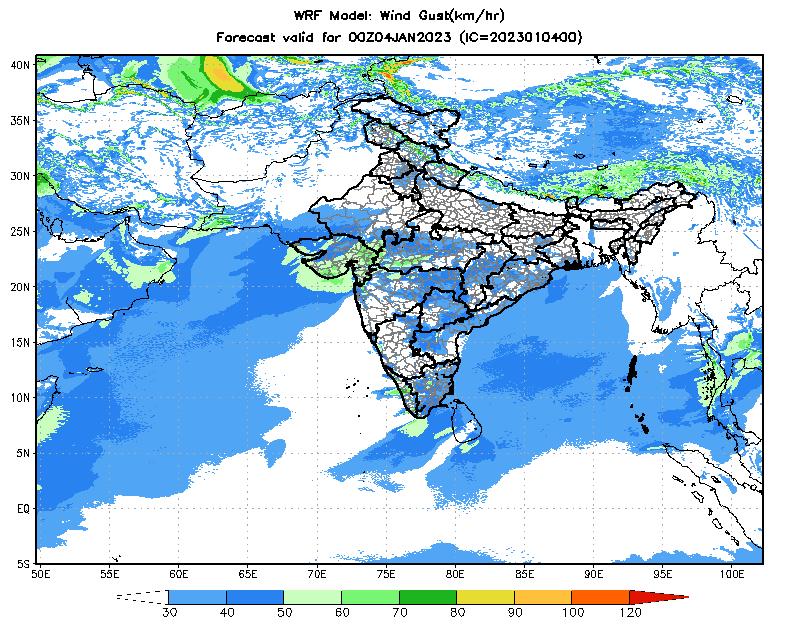 WRF Model: Wind Gust(km/hr)
Forecast valid for 00Z04JAN2023 (IC=2023010400)
40N
35N
30N
25N
20N
15N
10N
5N
EQ
5S
50E 55E 60E 65E 70E 75E 80E 85E 90E 95E 100E
30 40 50 60 70 80 90 100 120